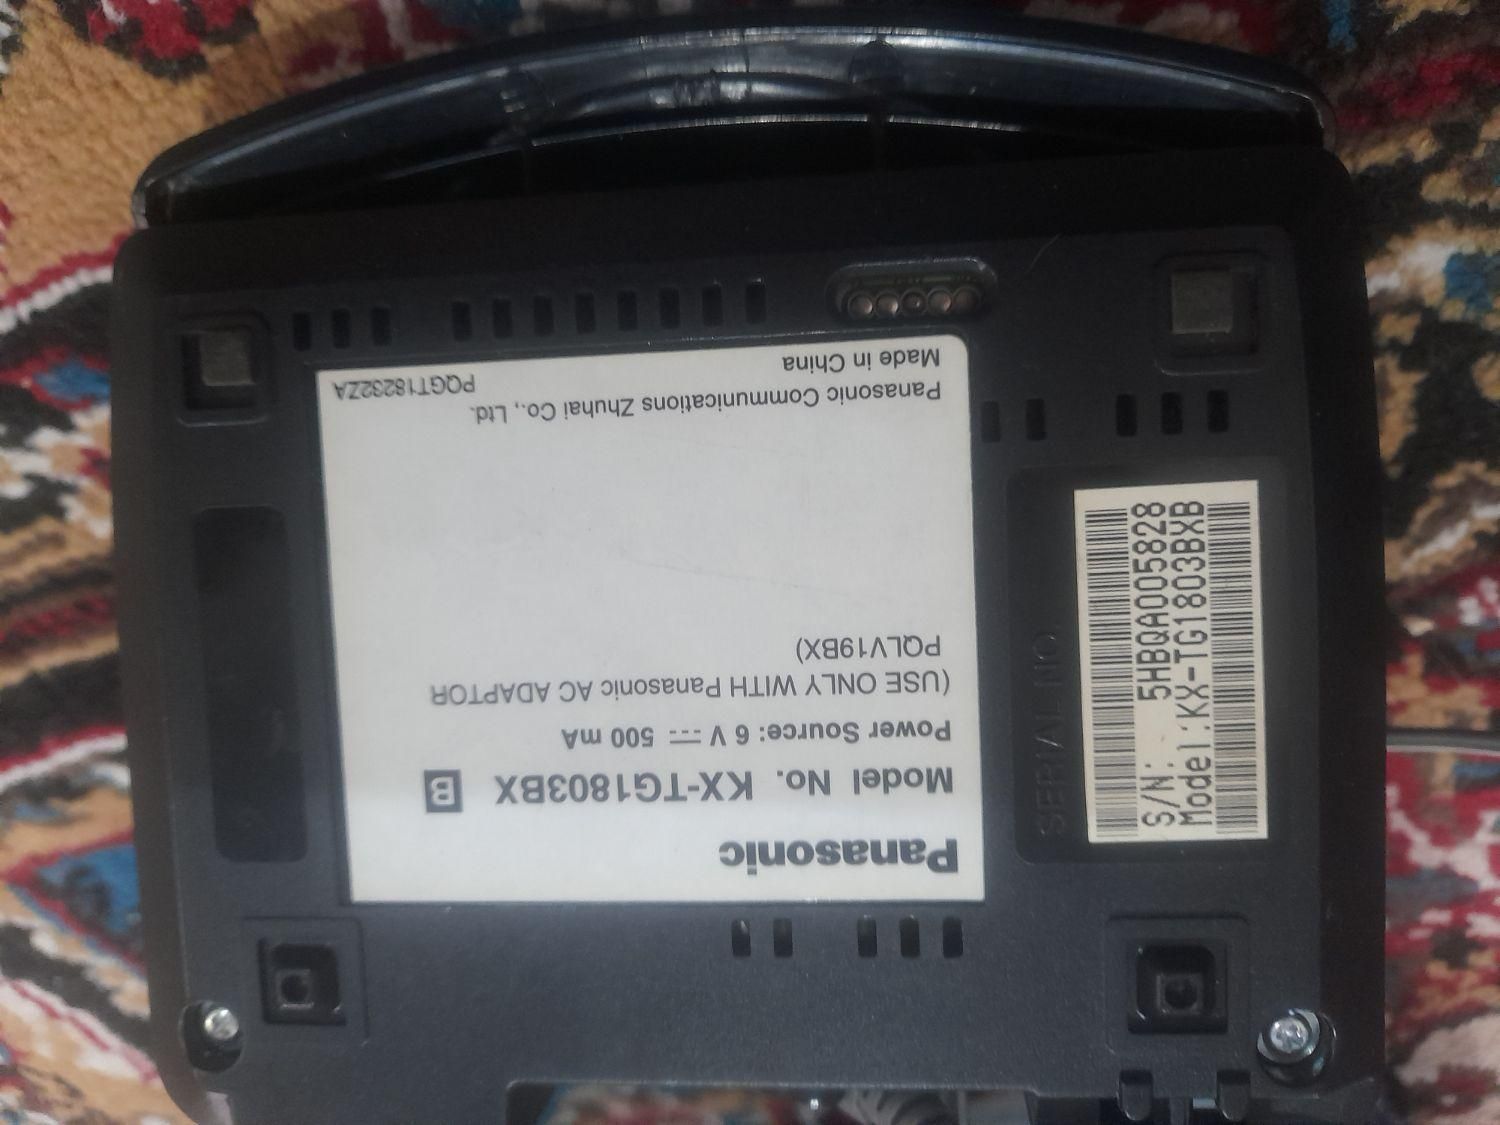 Panasonic
Model No. KX-TG1803BX B
Power Source: 6 V ⎓ 500 mA
(USE ONLY WITH Panasonic AC ADAPTOR
PQLV19BX)
Panasonic Communications Zhuhai Co., Ltd.
Made in China
PQGT18232ZA
SERIAL NO.
S/N: 5HBQA005828
Model:KX-TG1803BXB